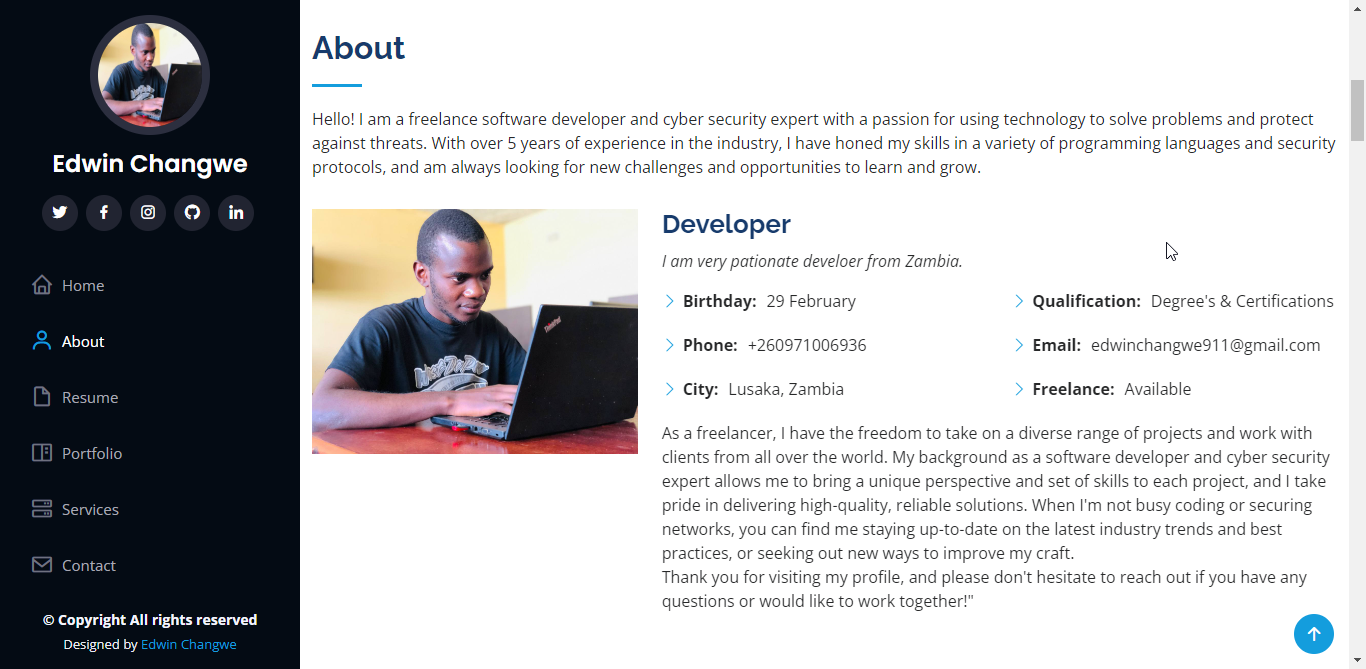 Edwin Changwe
Home
About
Resume
Portfolio
Services
Contact
© Copyright All rights reserved
Designed by Edwin Changwe
About
Hello! I am a freelance software developer and cyber security expert with a passion for using technology to solve problems and protect
against threats. With over 5 years of experience in the industry, I have honed my skills in a variety of programming languages and security
protocols, and am always looking for new challenges and opportunities to learn and grow.
ThinkPad
Developer
I am very pationate develoer from Zambia.
Birthday: 29 February
Qualification: Degree's & Certifications
Phone: +260971006936
Email: edwinchangwe911@gmail.com
City: Lusaka, Zambia
Freelance: Available
As a freelancer, I have the freedom to take on a diverse range of projects and work with
clients from all over the world. My background as a software developer and cyber security
expert allows me to bring a unique perspective and set of skills to each project, and I take
pride in delivering high-quality, reliable solutions. When I'm not busy coding or securing
networks, you can find me staying up-to-date on the latest industry trends and best
practices, or seeking out new ways to improve my craft.
Thank you for visiting my profile, and please don't hesitate to reach out if you have any
questions or would like to work together!"